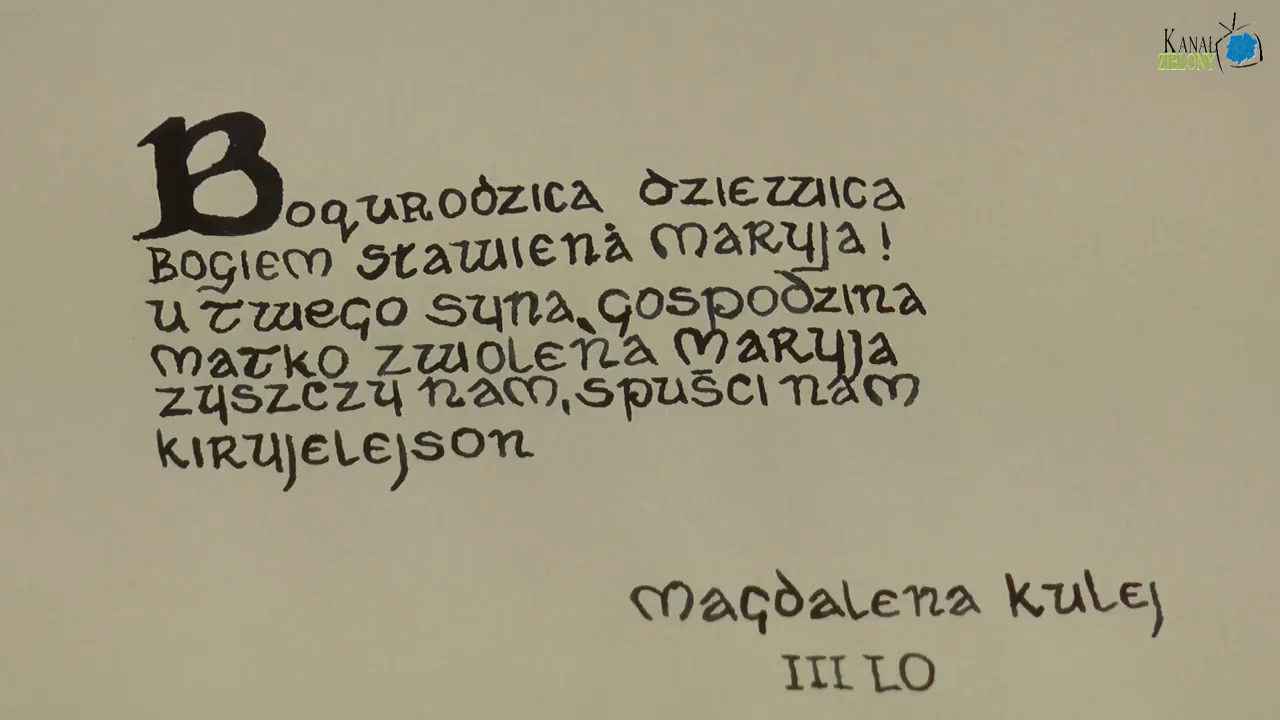 KANAŁ
ZIELONY
Bogurodzica dziewica
Bogiem sławiena Maryja!
u twego syna, gospodzina
matko zwolena Maryja
zyszczy nam, spuści nam
kiryjelejson
Magdalena Kulej
III LO